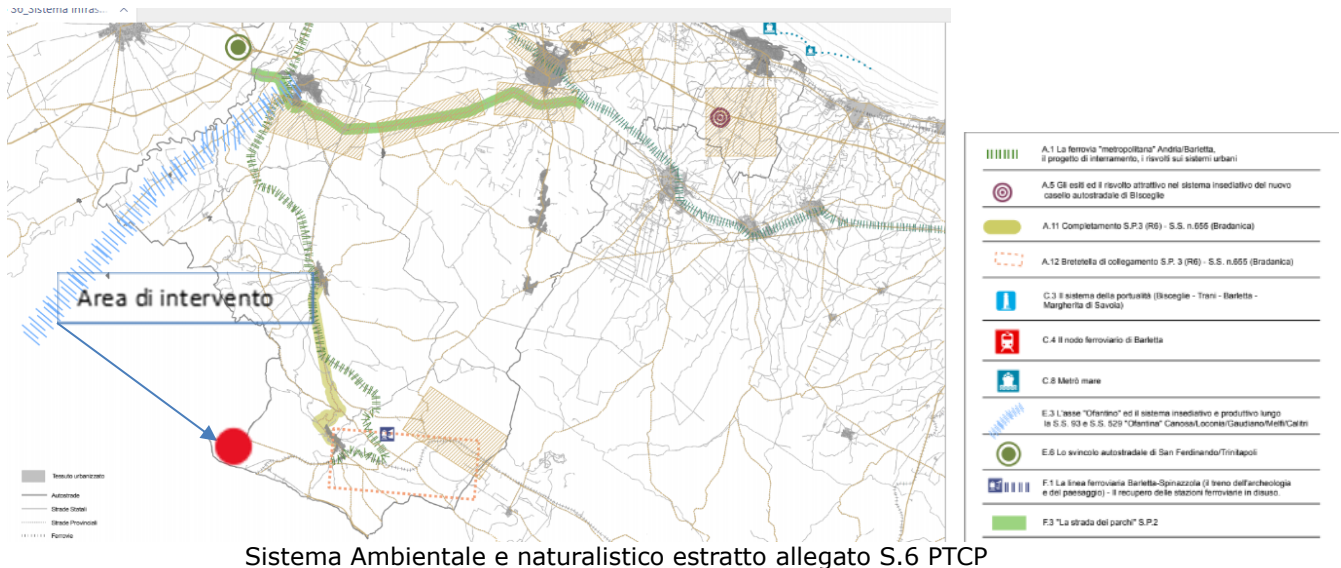 S6_Sistema Infras...
Area di intervento
Tessuto urbanizzato
Autostrade
Strade Statali
Strade Provinciali
Ferrovie
A.1 La ferrovia "metropolitana" Andria/Barletta,
il progetto di interramento, i risvolti sui sistemi urbani
A.5 Gli esiti ed il risvolto attrattivo nel sistema insediativo del nuovo
casello autostradale di Bisceglie
A.11 Completamento S.P.3 (R6) - S.S. n.655 (Bradanica)
A.12 Bretetella di collegamento S.P. 3 (R6) - S.S. n.655 (Bradanica)
C.3 Il sistema della portualità (Bisceglie - Trani - Barletta -
Margherita di Savoia)
C.4 Il nodo ferroviario di Barletta
C.8 Metrò mare
E.3 L'asse "Ofantino" ed il sistema insediativo e produttivo lungo
la S.S. 93 e S.S. 529 "Ofantina" Canosa/Loconia/Gaudiano/Melfi/Calitri
E.6 Lo svincolo autostradale di San Ferdinando/Trinitapoli
F.1 La linea ferroviaria Barletta-Spinazzola (il treno dell'archeologia
e del paesaggio) - Il recupero delle stazioni ferroviarie in disuso.
F.3 "La strada dei parchi" S.P.2
Sistema Ambientale e naturalistico estratto allegato S.6 PTCP